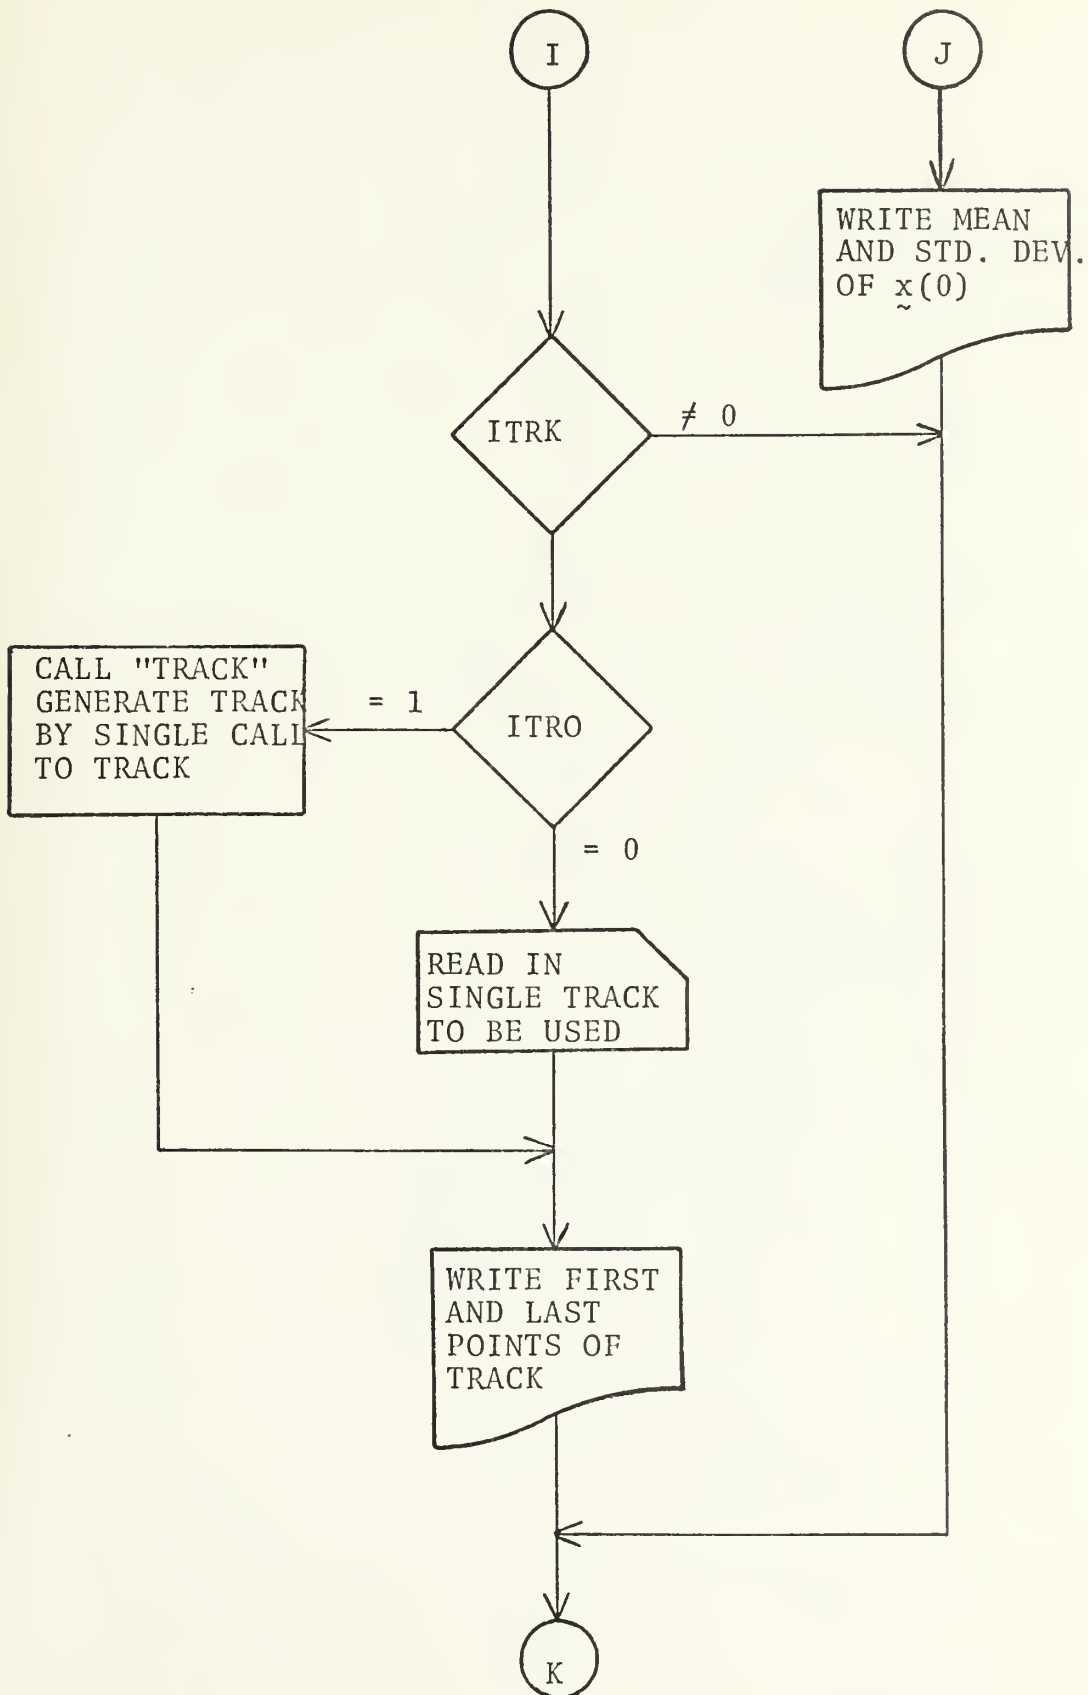 I
J
WRITE MEAN
AND STD. DEV.
OF x̰(0)
ITRK
≠ 0
CALL "TRACK"
GENERATE TRACK
BY SINGLE CALL
TO TRACK
= 1
ITRO
= 0
READ IN
SINGLE TRACK
TO BE USED
WRITE FIRST
AND LAST
POINTS OF
TRACK
K